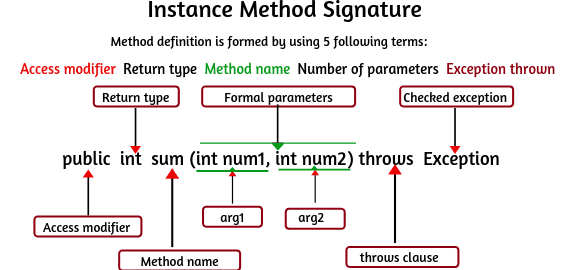 Instance Method Signature
Method definition is formed by using 5 following terms:
Access modifier Return type Method name Number of parameters Exception thrown
Return type Formal parameters Checked exception
public int sum (int num1, int num2) throws Exception
arg1 arg2
Access modifier
Method name throws clause